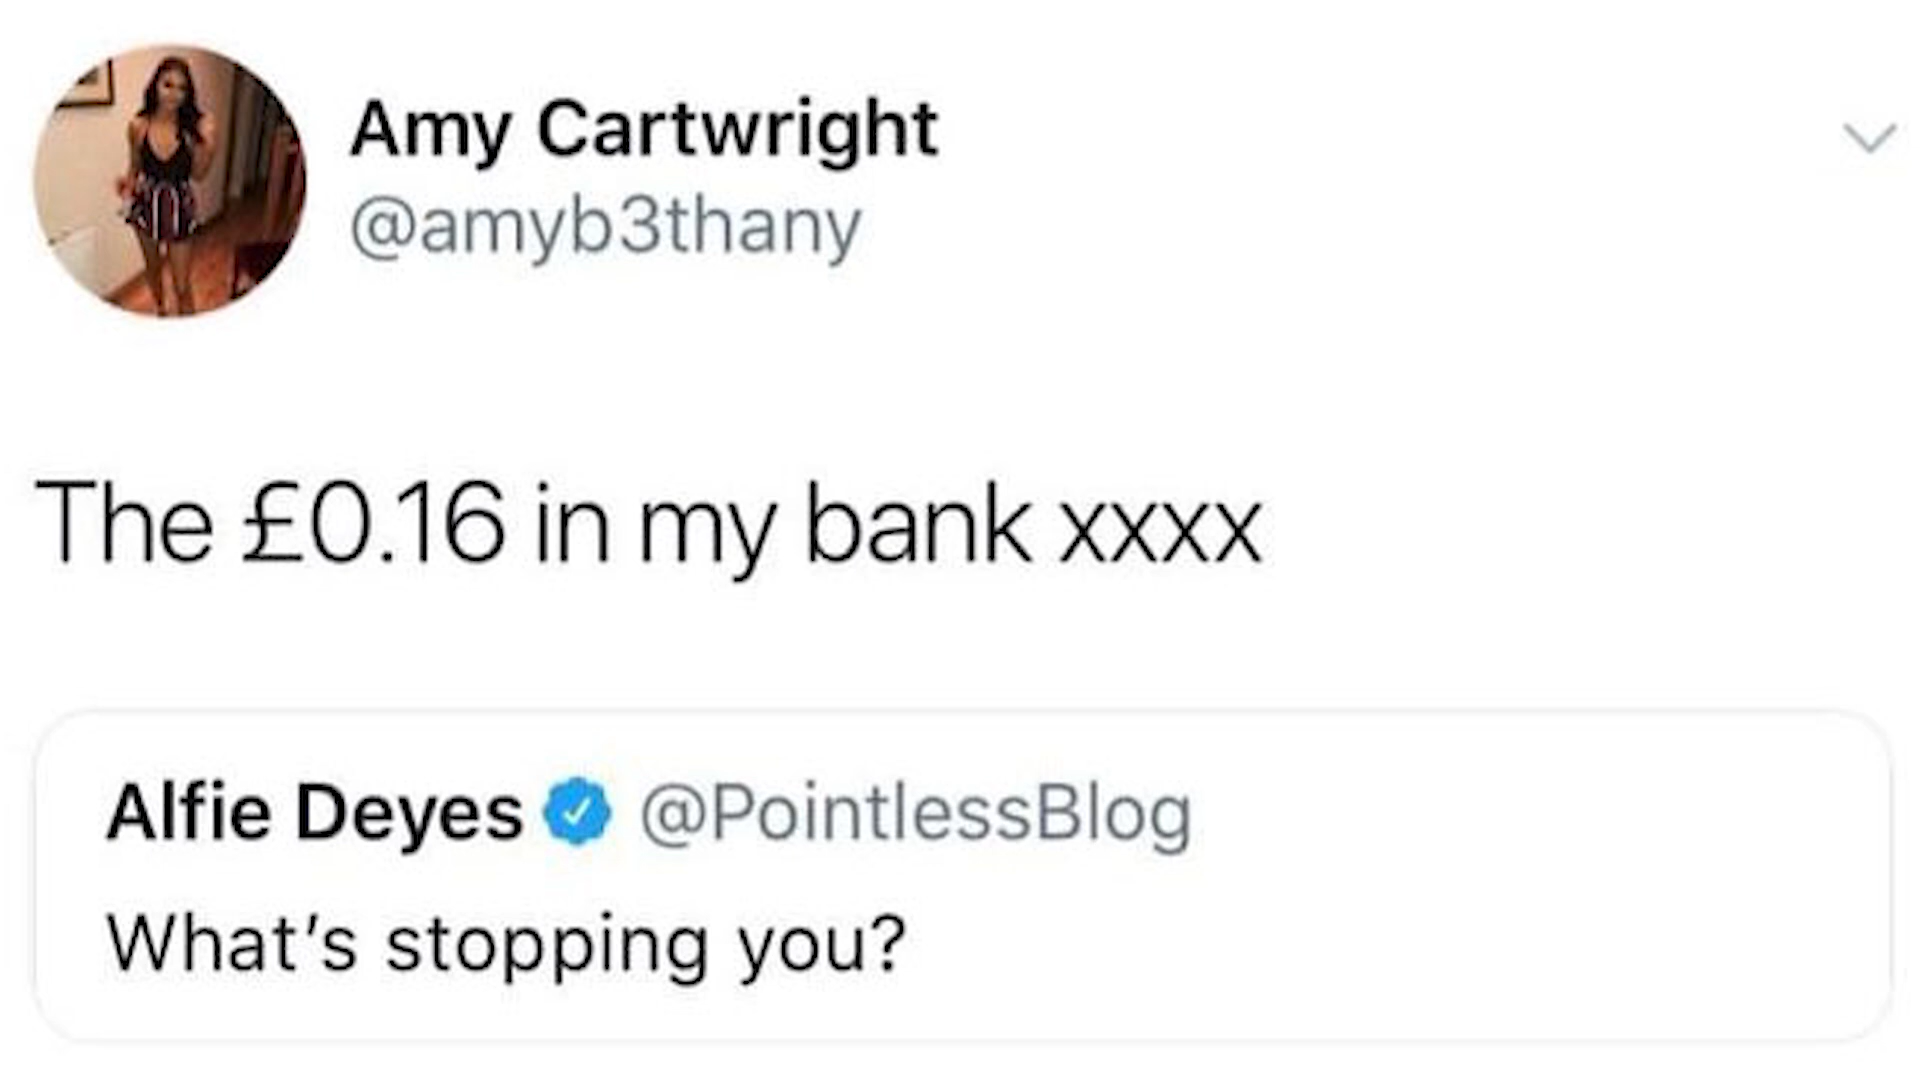 Amy Cartwright
@amyb3thany
The £0.16 in my bank xxxx
Alfie Deyes @PointlessBlog
What's stopping you?